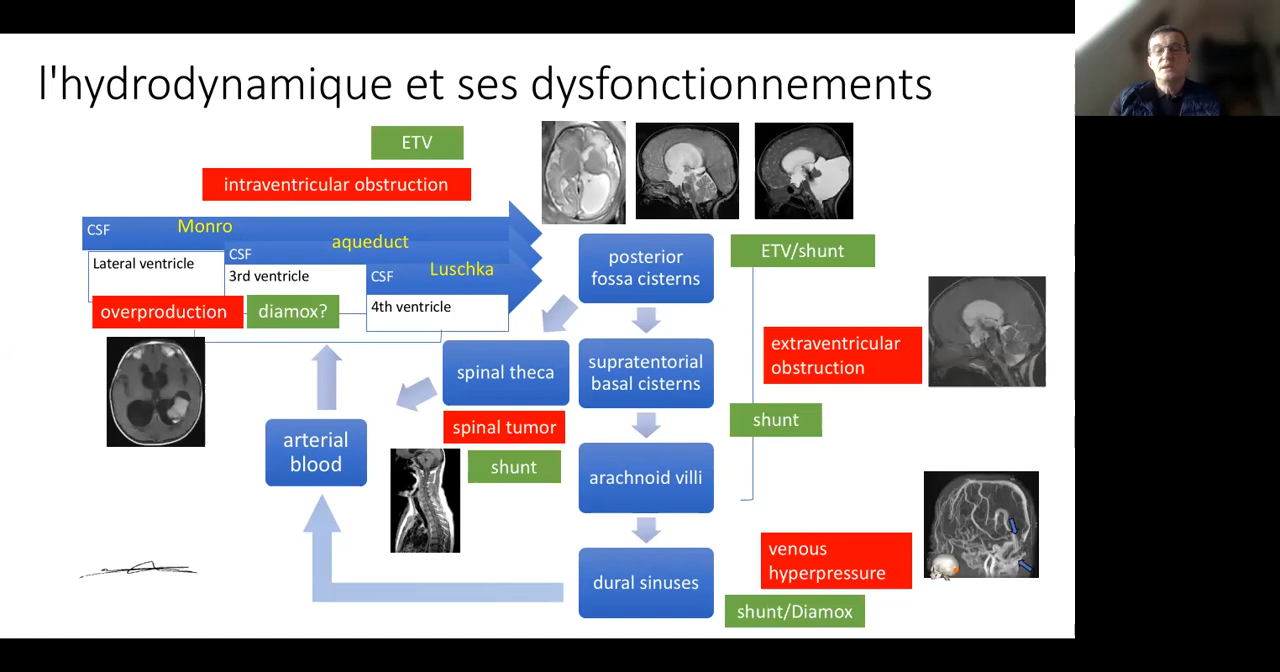 l'hydrodynamique et ses dysfonctionnements
ETV
intraventricular obstruction
CSF
Monro
Lateral ventricle
CSF
aqueduct
3rd ventricle
CSF
Luschka
4th ventricle
overproduction
diamox?
posterior
fossa cisterns
ETV/shunt
spinal theca
supratentorial
basal cisterns
extraventricular
obstruction
spinal tumor
shunt
shunt
arterial
blood
arachnoid villi
dural sinuses
venous
hyperpressure
shunt/Diamox